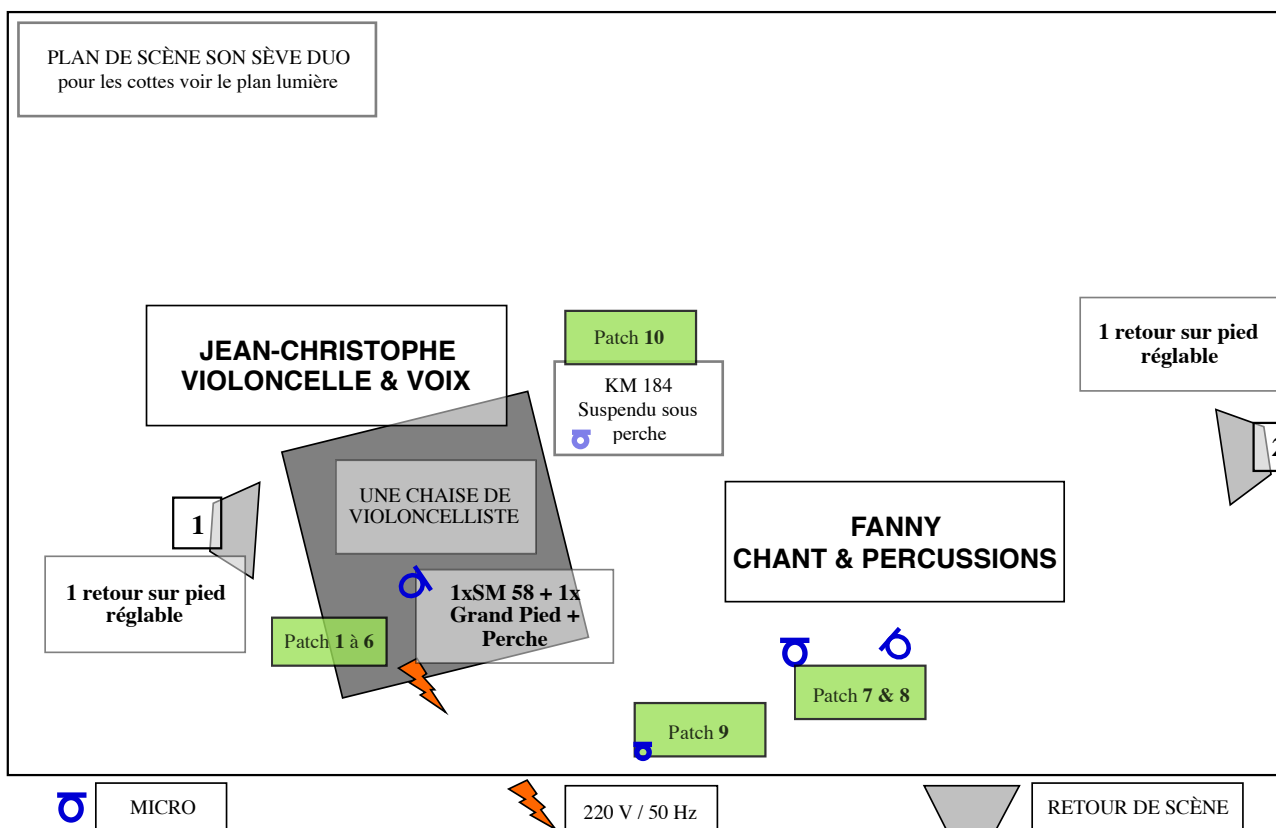 PLAN DE SCÈNE SON SÈVE DUO
pour les cottes voir le plan lumière
JEAN-CHRISTOPHE
VIOLONCELLE & VOIX
Patch 10
KM 184
Suspendu sous
perche
1 retour sur pied
réglable
2
UNE CHAISE DE
VIOLONCELLISTE
1
1 retour sur pied
réglable
FANNY
CHANT & PERCUSSIONS
1xSM 58 + 1x
Grand Pied +
Perche
Patch 1 à 6
Patch 7 & 8
Patch 9
MICRO
220 V / 50 Hz
RETOUR DE SCÈNE